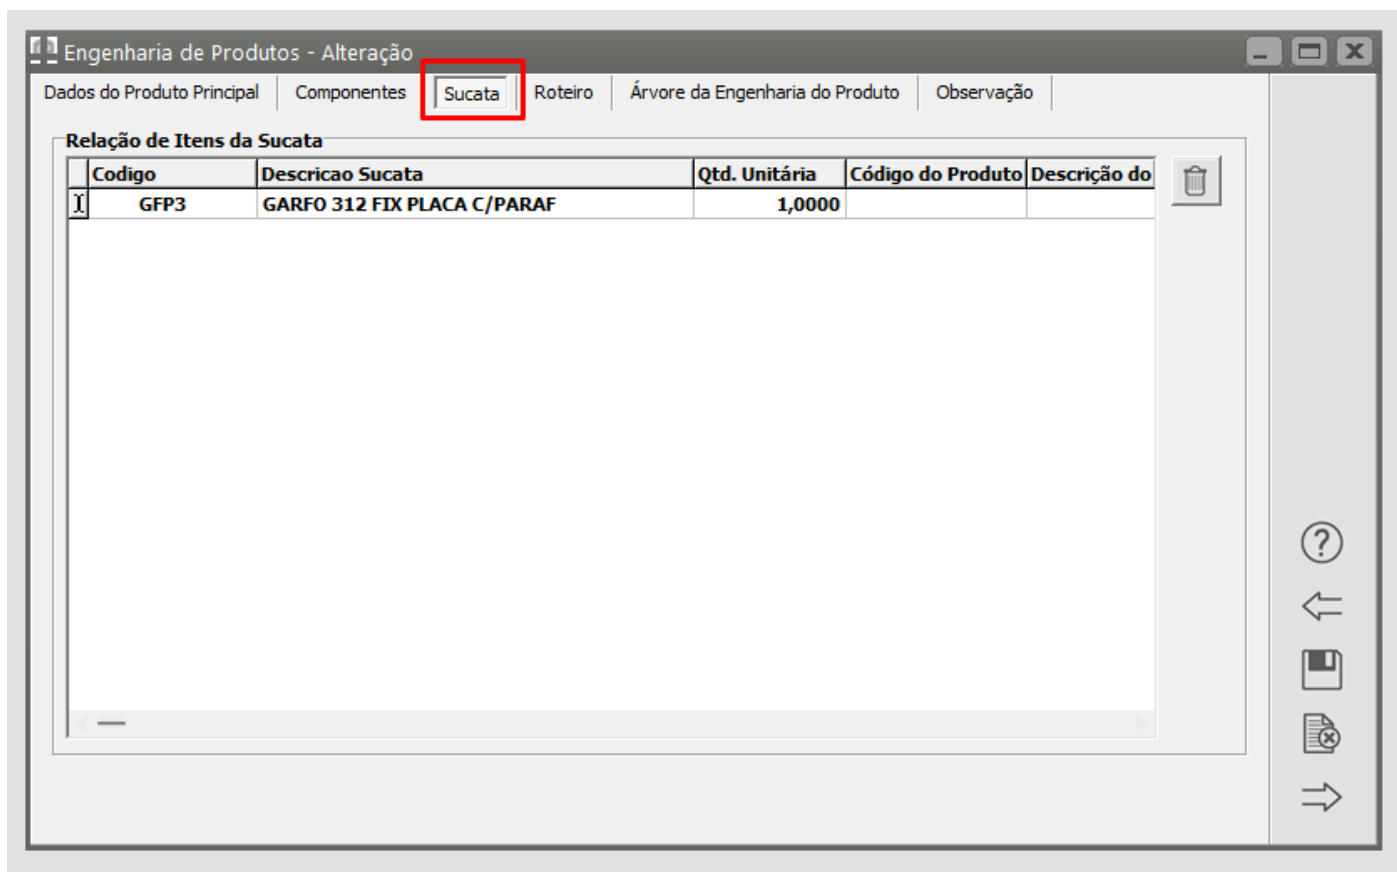 Engenharia de Produtos - Alteração
Dados do Produto Principal Componentes Sucata Roteiro Árvore da Engenharia do Produto Observação
Relação de Itens da Sucata
Codigo Descricao Sucata Qtd. Unitária Código do Produto Descrição do
GFP3 GARFO 312 FIX PLACA C/PARAF 1,0000